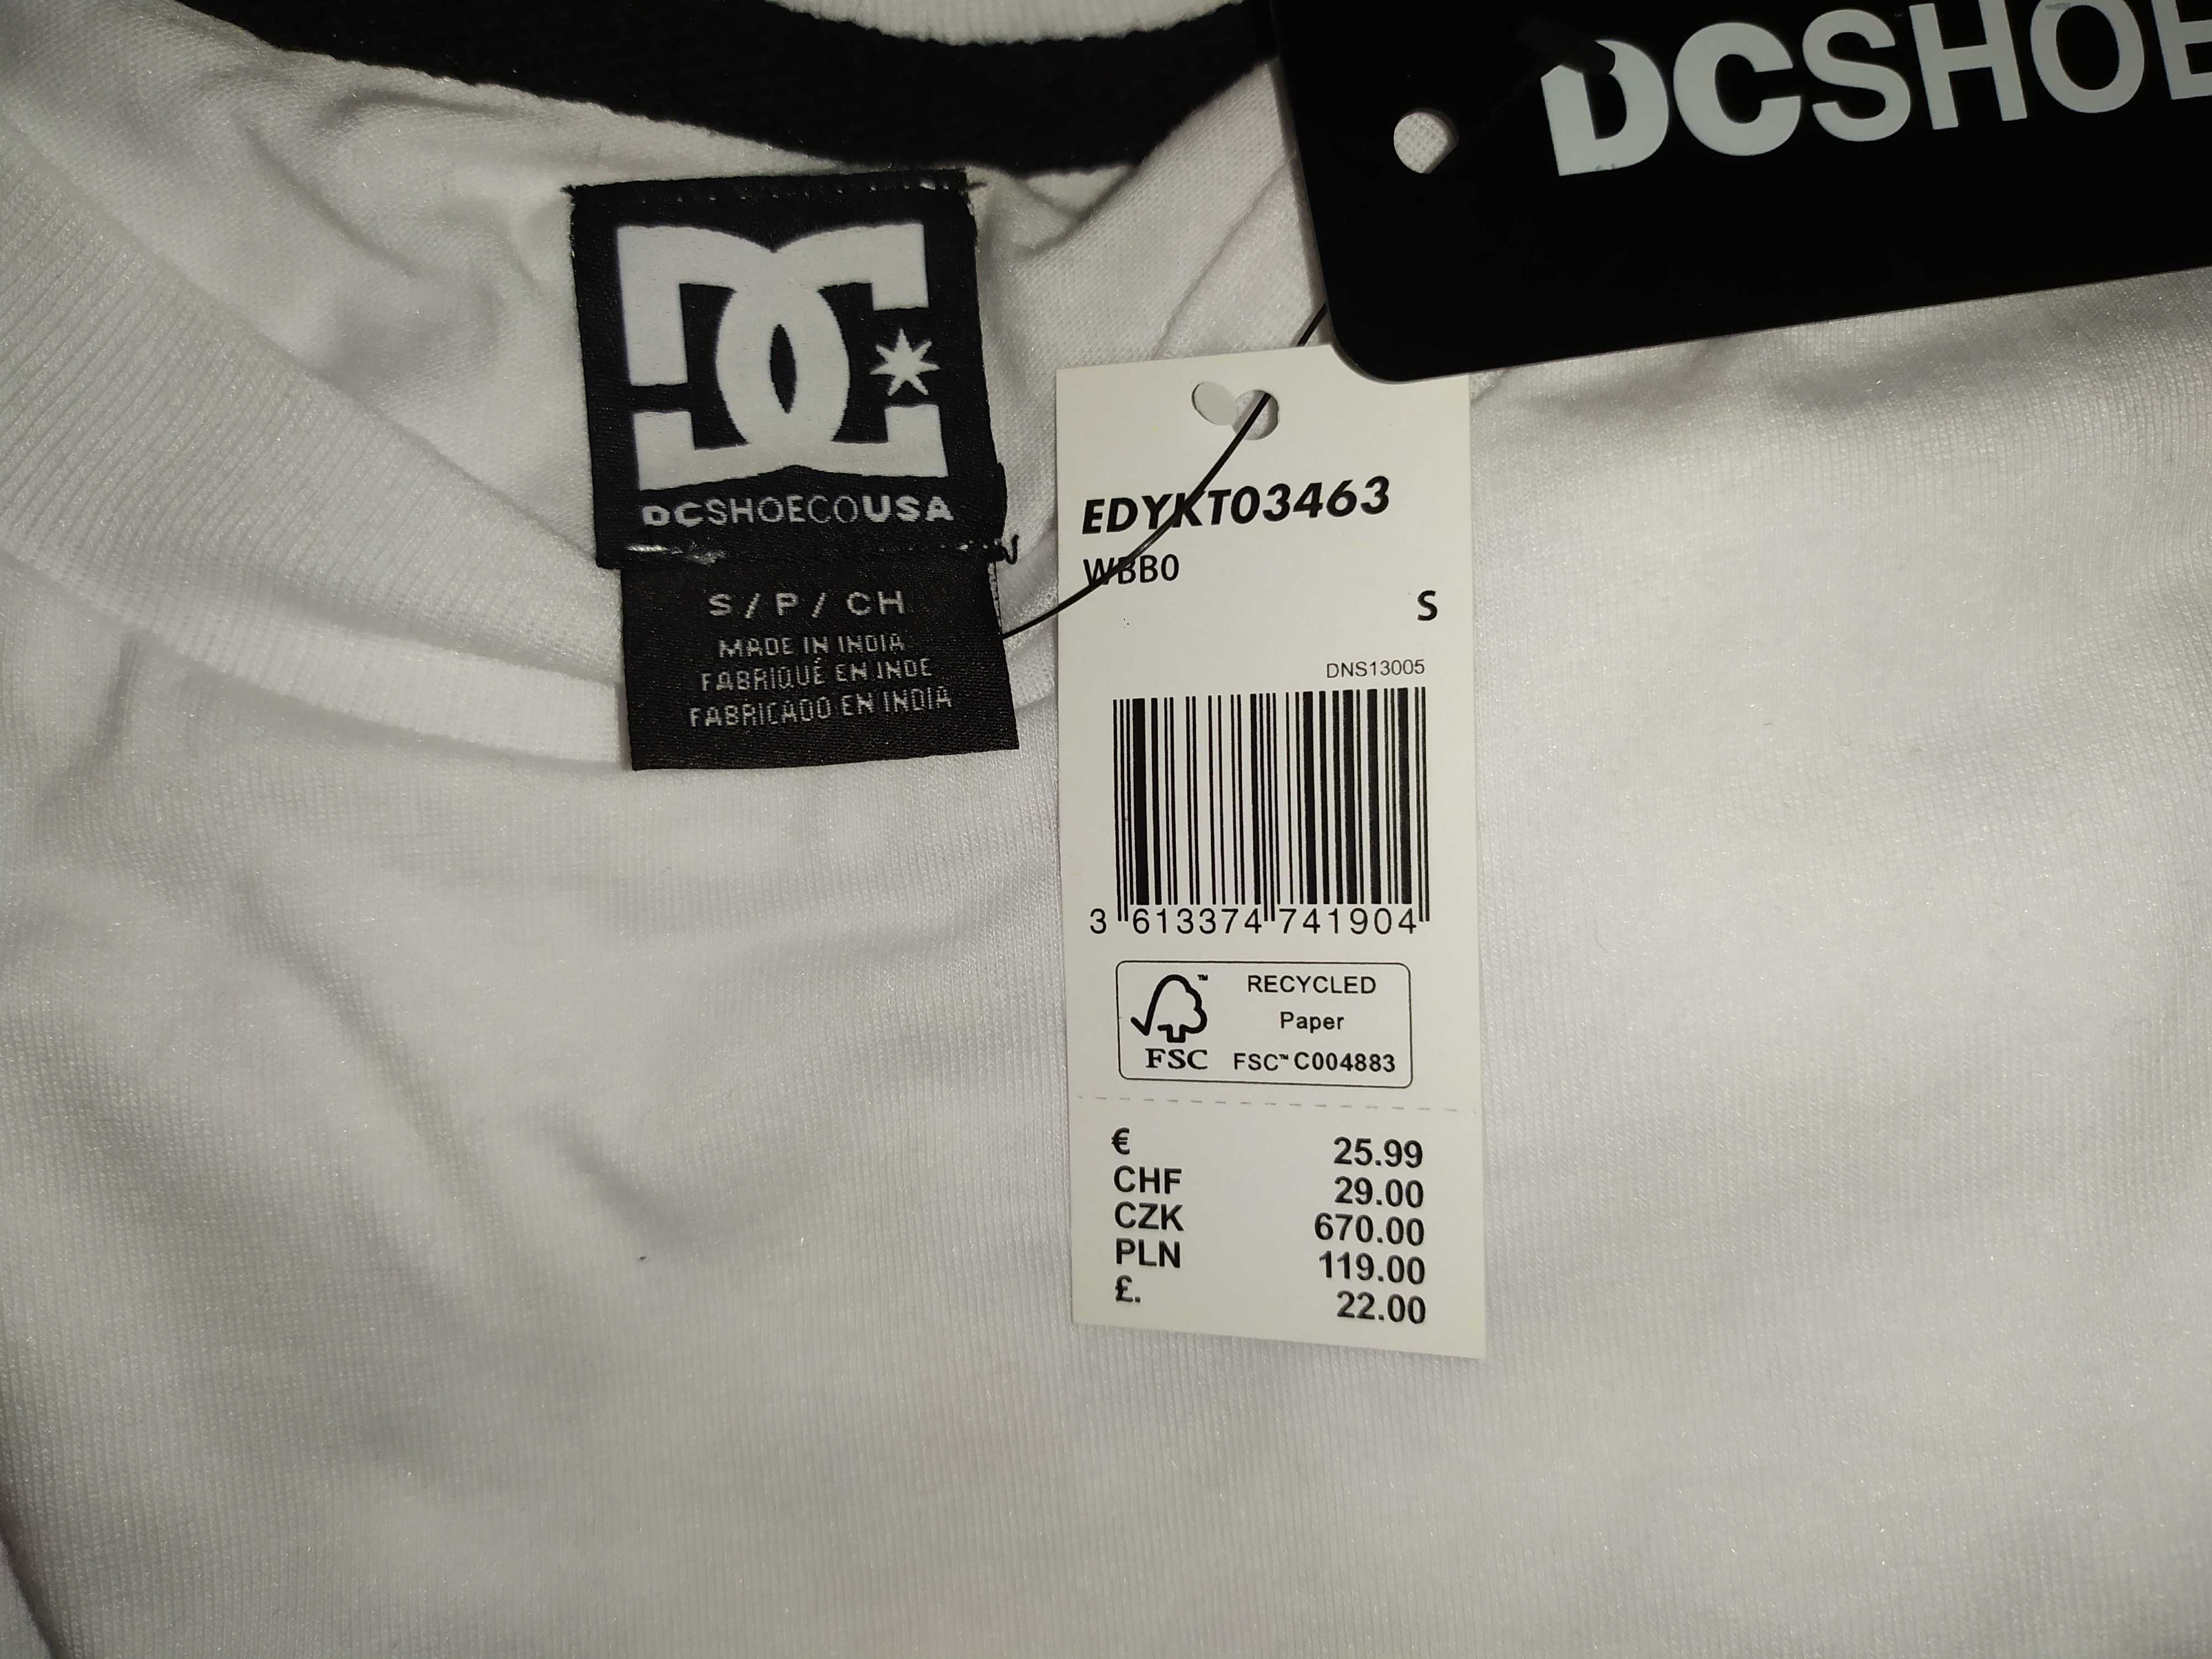 DCSHOE
DC
DCSHOECOUSA
S / P / CH
MADE IN INDIA
FABRIQUÉ EN INDE
FABRICADO EN INDIA
EDYKT03463
WBB0
S
DNS13005
3 613374 741904
RECYCLED
Paper
FSC™ C004883
FSC
€ 25.99
CHF 29.00
CZK 670.00
PLN 119.00
£. 22.00